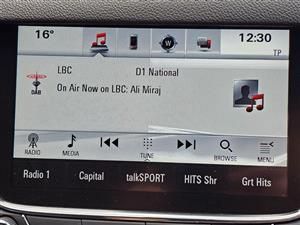 16°
12:30
TP
W
LBC D1 National
DAB
On Air Now on LBC: Ali Miraj
RADIO MEDIA TUNE BROWSE MENU
Radio 1 Capital talkSPORT HITS Shr Grt Hits